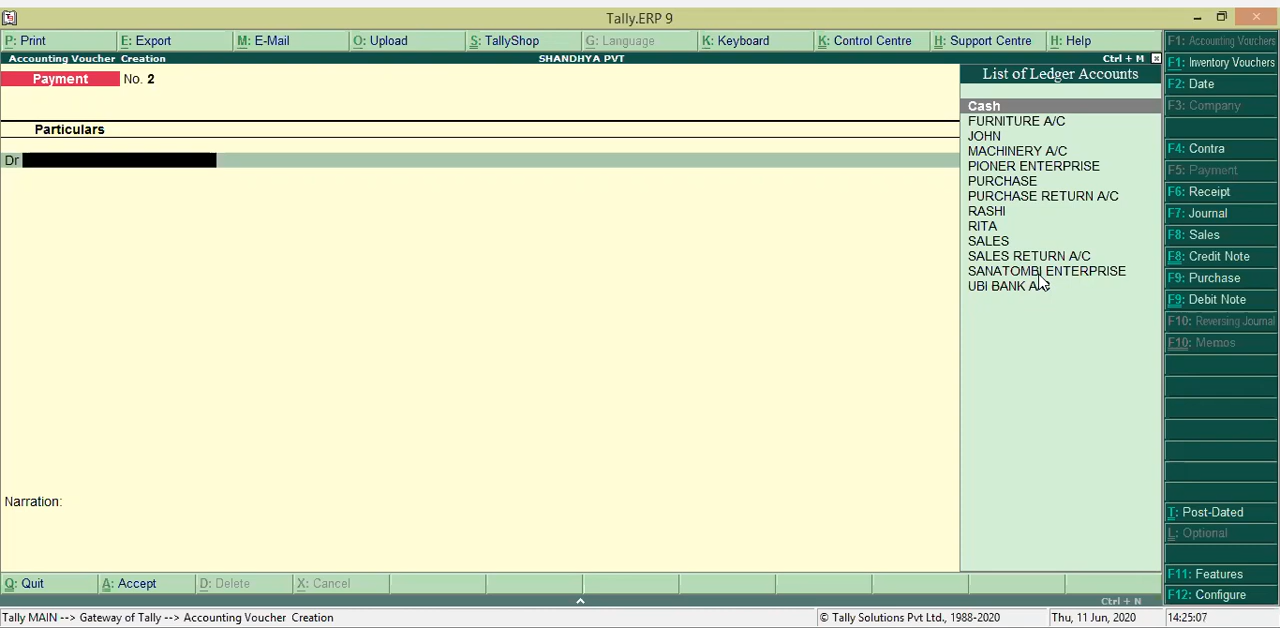 Tally.ERP 9
P: Print E: Export M: E-Mail O: Upload S: TallyShop G: Language K: Keyboard K: Control Centre H: Support Centre H: Help
Accounting Voucher Creation SHANDHYA PVT Ctrl + M
Payment No. 2
Particulars
Dr
Narration:
List of Ledger Accounts
Cash
FURNITURE A/C
JOHN
MACHINERY A/C
PIONER ENTERPRISE
PURCHASE
PURCHASE RETURN A/C
RASHI
RITA
SALES
SALES RETURN A/C
SANATOMBI ENTERPRISE
UBI BANK A/C
F1: Accounting Vouchers
F1: Inventory Vouchers
F2: Date
F3: Company
F4: Contra
F5: Payment
F6: Receipt
F7: Journal
F8: Sales
F8: Credit Note
F9: Purchase
F9: Debit Note
F10: Reversing Journal
F10: Memos
T: Post-Dated
L: Optional
F11: Features
F12: Configure
Q: Quit A: Accept D: Delete X: Cancel
Ctrl + N
Tally MAIN --> Gateway of Tally --> Accounting Voucher Creation © Tally Solutions Pvt Ltd., 1988-2020 Thu, 11 Jun, 2020 14:25:07